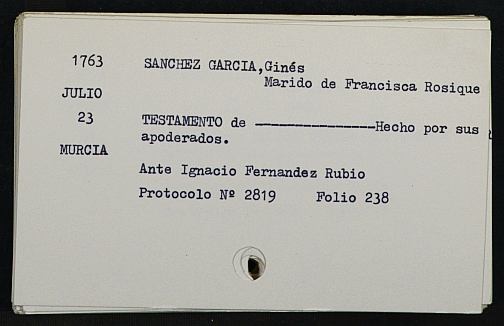 1763 SANCHEZ GARCIA, Ginés
Marido de Francisca Rosique
JULIO
23 TESTAMENTO de ---------------Hecho por sus
apoderados.
MURCIA
Ante Ignacio Fernandez Rubio
Protocolo Nº 2819 Folio 238